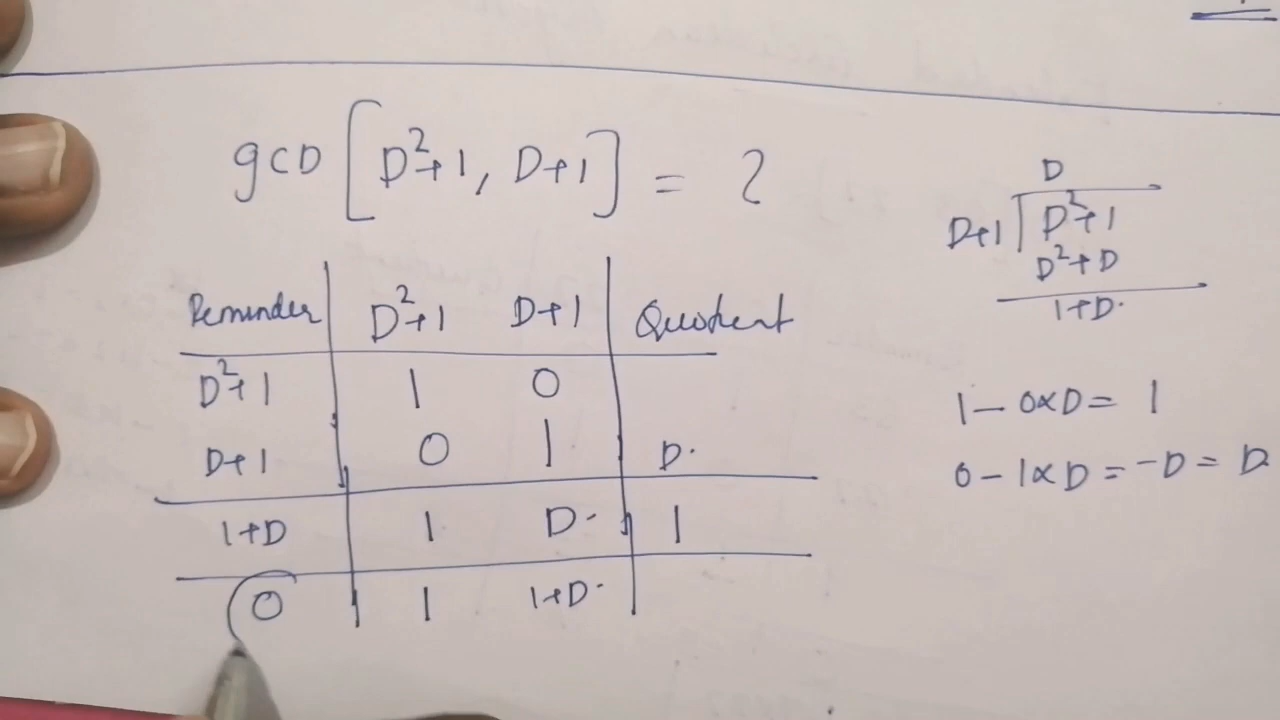 gCD [D²+1, D+1] = ?
D
D+1 | D²+1
D²+D
1+D.
Reminder D²+1 D+1 Quotient
D²+1 1 0
D+1 0 1 D.
1+D 1 D. 1
0 1 1+D.
1 - 0×D = 1
0 - 1×D = -D = D